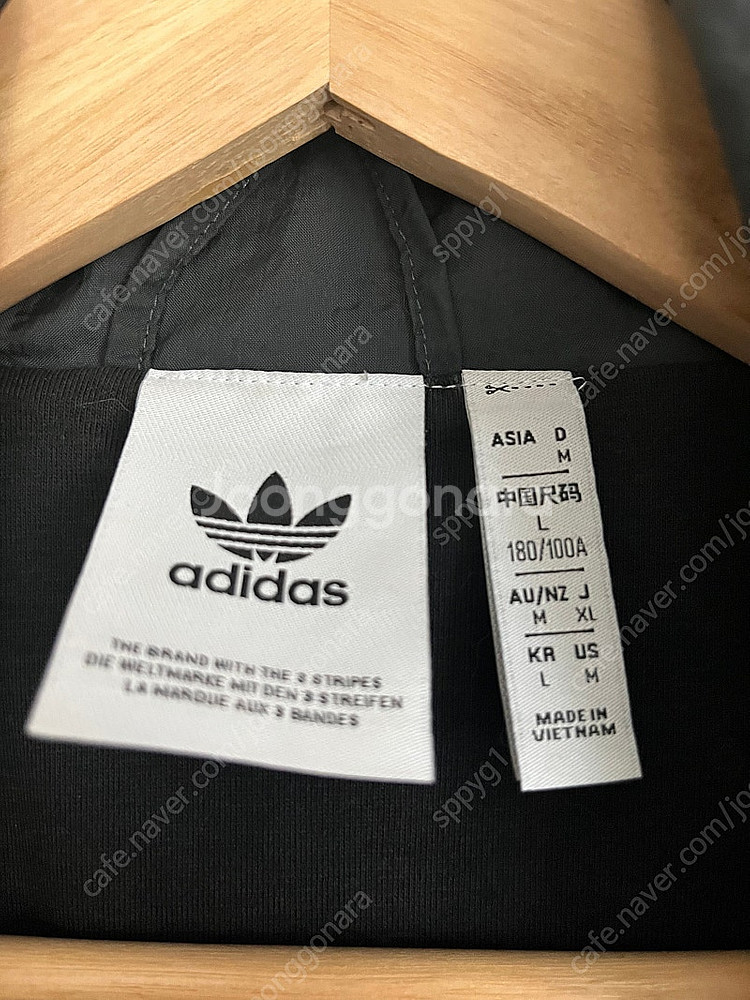 adidas
THE BRAND WITH THE 3 STRIPES
DIE WELTMARKE MIT DEN 3 STREIFEN
LA MARQUE AUX 3 BANDES
ASIA D
M
中国尺码
L
180/100A
AU/NZ J
M XL
KR US
L M
MADE IN
VIETNAM
Joonggonara
cafe.naver.com/joonggonara
sppyg1